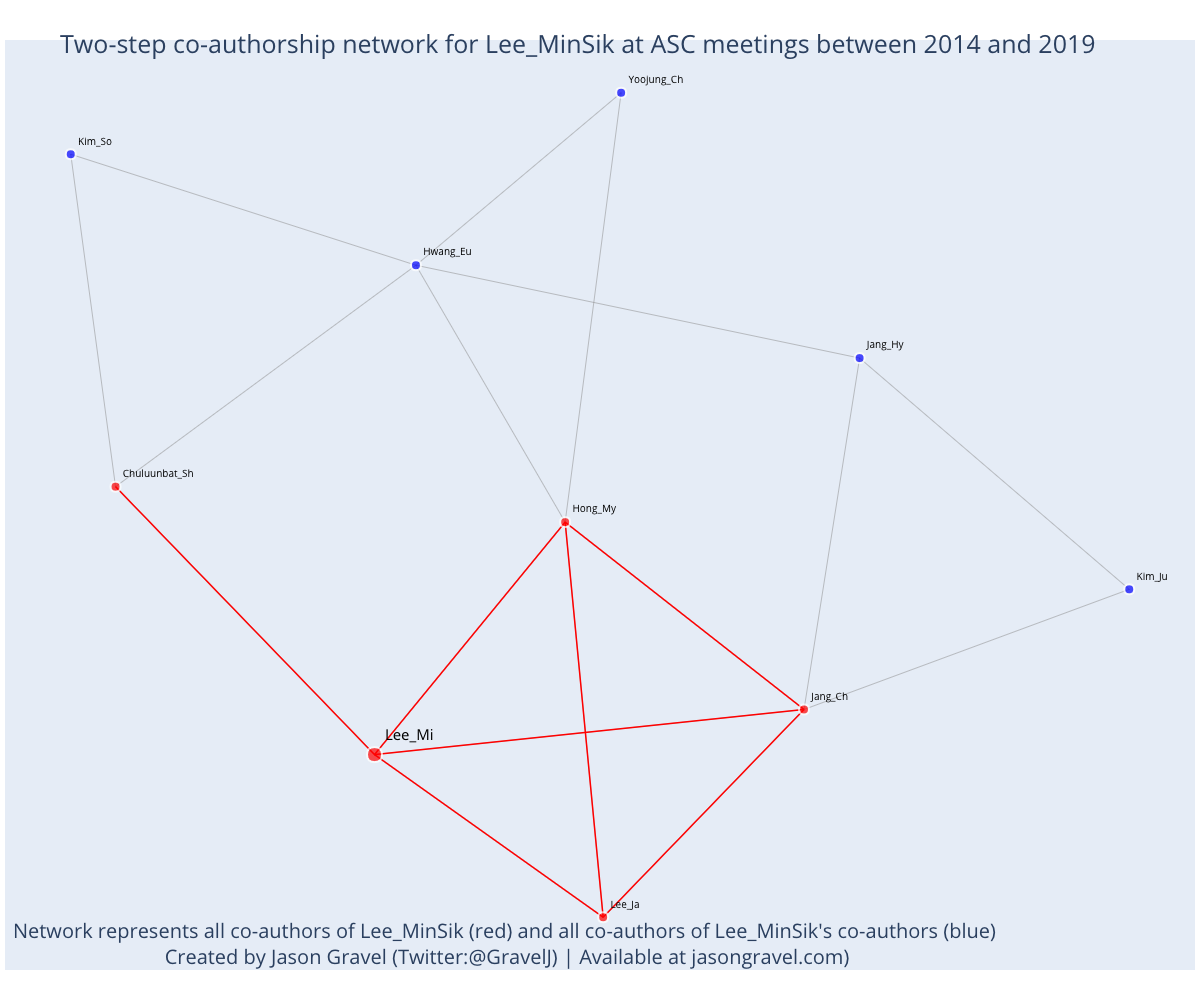 Two-step co-authorship network for Lee_MinSik at ASC meetings between 2014 and 2019
Yoojung_Ch
Kim_So
Hwang_Eu
Jang_Hy
Chuluunbat_Sh
Hong_My
Kim_Ju
Jang_Ch
Lee_Mi
Lee_Ja
Network represents all co-authors of Lee_MinSik (red) and all co-authors of Lee_MinSik's co-authors (blue)
Created by Jason Gravel (Twitter:@GravelJ) | Available at jasongravel.com)